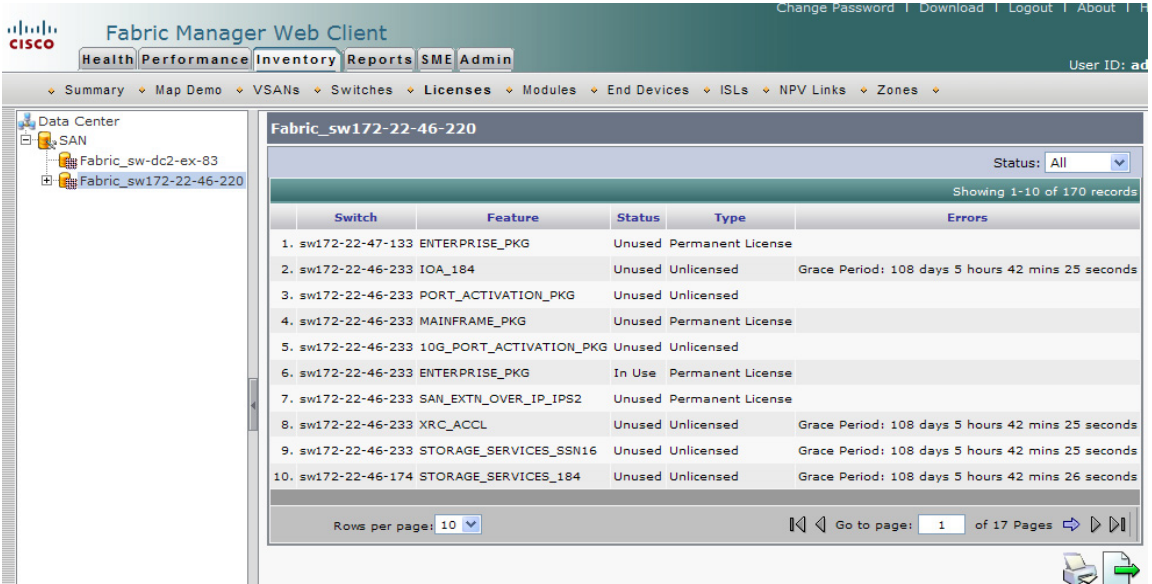 Change Password | Download | Logout | About | H
CISCO
Fabric Manager Web Client
Health Performance Inventory Reports SME Admin
User ID: ad
Summary Map Demo VSANs Switches Licenses Modules End Devices ISLs NPV Links Zones
Data Center
SAN
Fabric_sw-dc2-ex-83
Fabric_sw172-22-46-220
Fabric_sw172-22-46-220
Status: All
Showing 1-10 of 170 records
Switch Feature Status Type Errors
1. sw172-22-47-133 ENTERPRISE_PKG Unused Permanent License
2. sw172-22-46-233 IOA_184 Unused Unlicensed Grace Period: 108 days 5 hours 42 mins 25 seconds
3. sw172-22-46-233 PORT_ACTIVATION_PKG Unused Unlicensed
4. sw172-22-46-233 MAINFRAME_PKG Unused Permanent License
5. sw172-22-46-233 10G_PORT_ACTIVATION_PKG Unused Unlicensed
6. sw172-22-46-233 ENTERPRISE_PKG In Use Permanent License
7. sw172-22-46-233 SAN_EXTN_OVER_IP_IPS2 Unused Permanent License
8. sw172-22-46-233 XRC_ACCL Unused Unlicensed Grace Period: 108 days 5 hours 42 mins 25 seconds
9. sw172-22-46-233 STORAGE_SERVICES_SSN16 Unused Unlicensed Grace Period: 108 days 5 hours 42 mins 25 seconds
10. sw172-22-46-174 STORAGE_SERVICES_184 Unused Unlicensed Grace Period: 108 days 5 hours 42 mins 26 seconds
Rows per page: 10 Go to page: 1 of 17 Pages